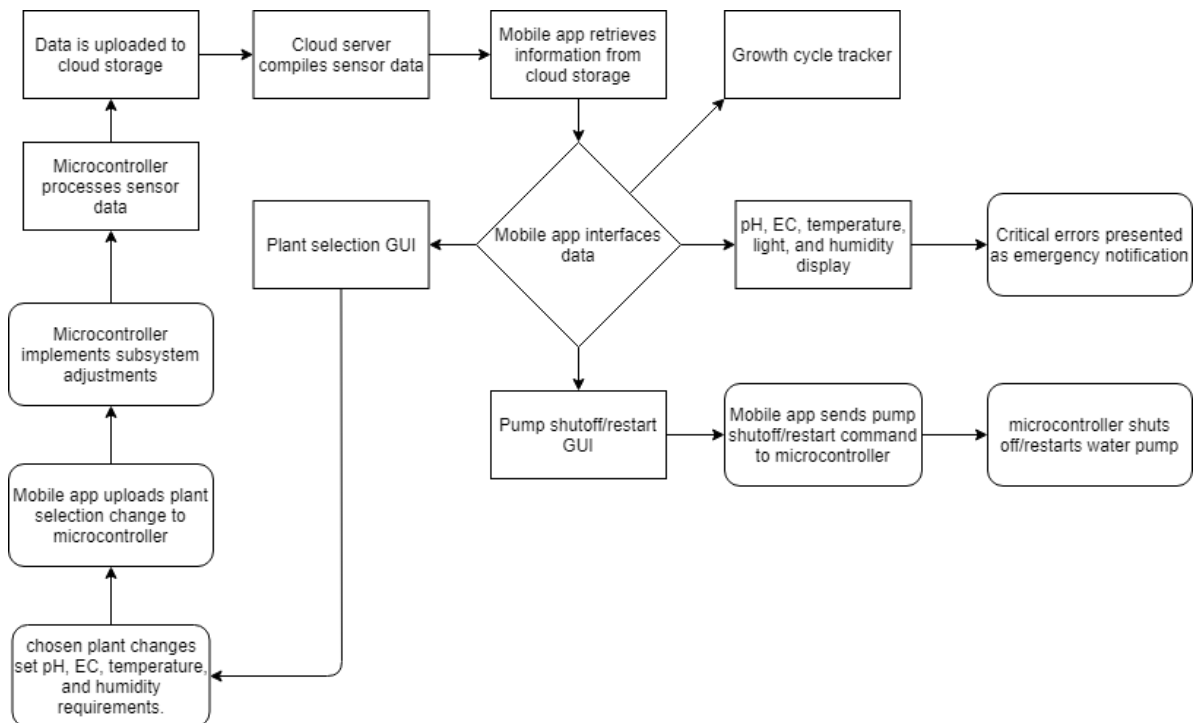 Data is uploaded to
cloud storage
Cloud server
compiles sensor data
Mobile app retrieves
information from
cloud storage
Growth cycle tracker
Microcontroller
processes sensor
data
Plant selection GUI
Mobile app interfaces
data
pH, EC, temperature,
light, and humidity
display
Critical errors presented
as emergency notification
Microcontroller
implements subsystem
adjustments
Pump shutoff/restart
GUI
Mobile app sends pump
shutoff/restart command
to microcontroller
microcontroller shuts
off/restarts water pump
Mobile app uploads plant
selection change to
microcontroller
chosen plant changes
set pH, EC, temperature,
and humidity
requirements.